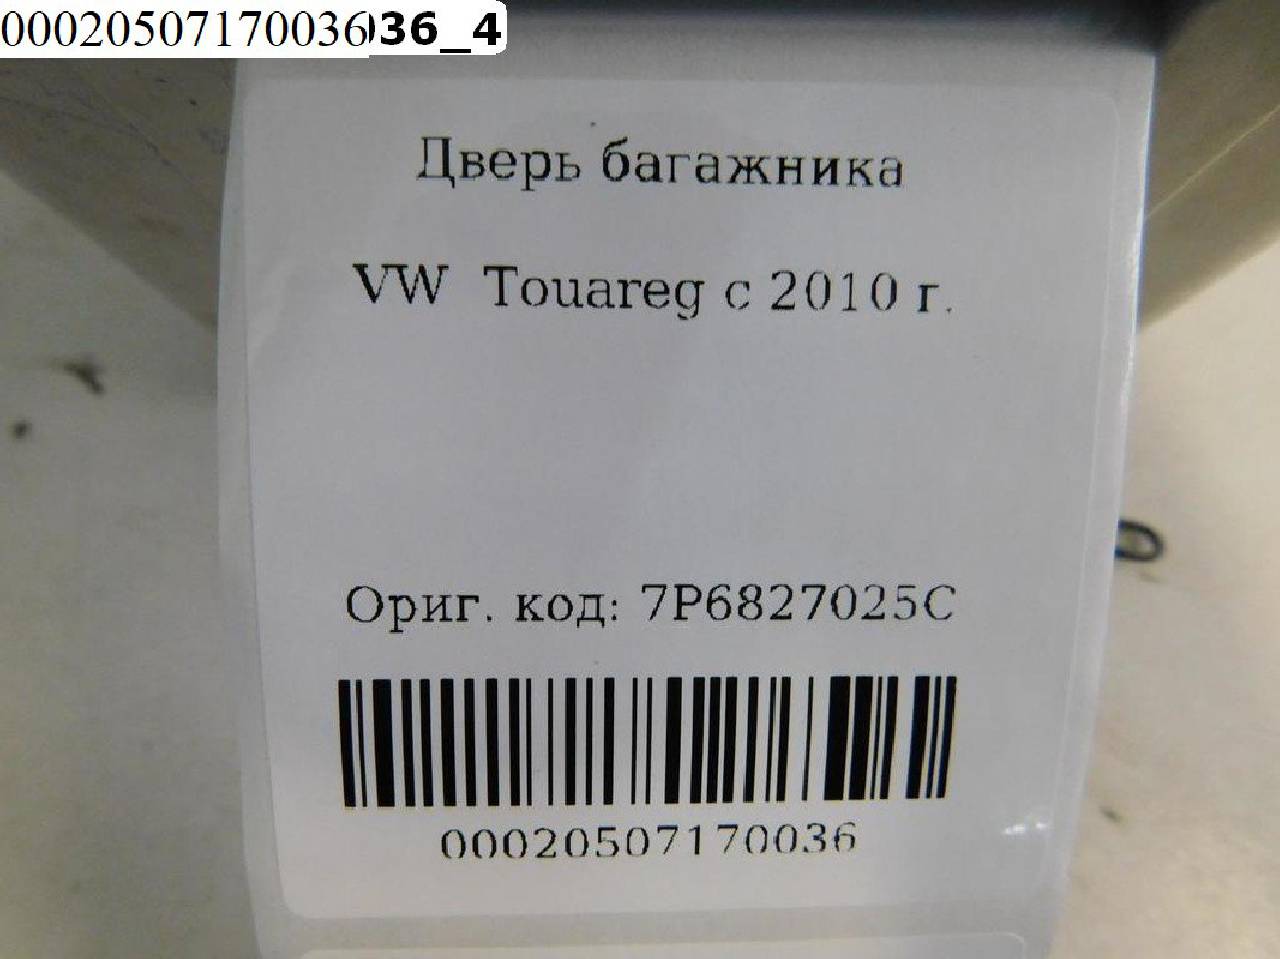 00020507170036036_4
Дверь багажника
VW Touareg с 2010 г.
Ориг. код: 7P6827025C
00020507170036